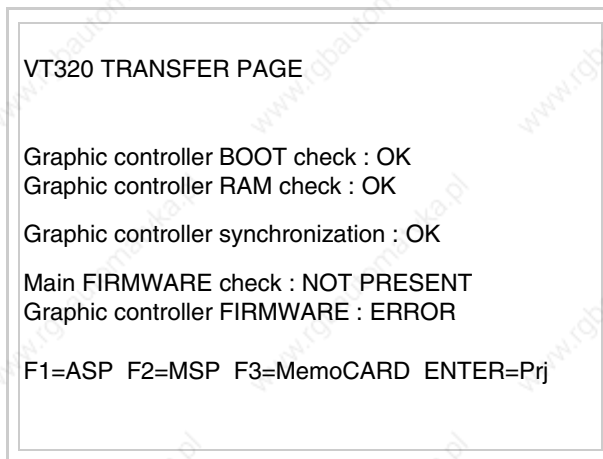 VT320 TRANSFER PAGE
Graphic controller BOOT check : OK
Graphic controller RAM check : OK
Graphic controller synchronization : OK
Main FIRMWARE check : NOT PRESENT
Graphic controller FIRMWARE : ERROR
F1=ASP F2=MSP F3=MemoCARD ENTER=Prj